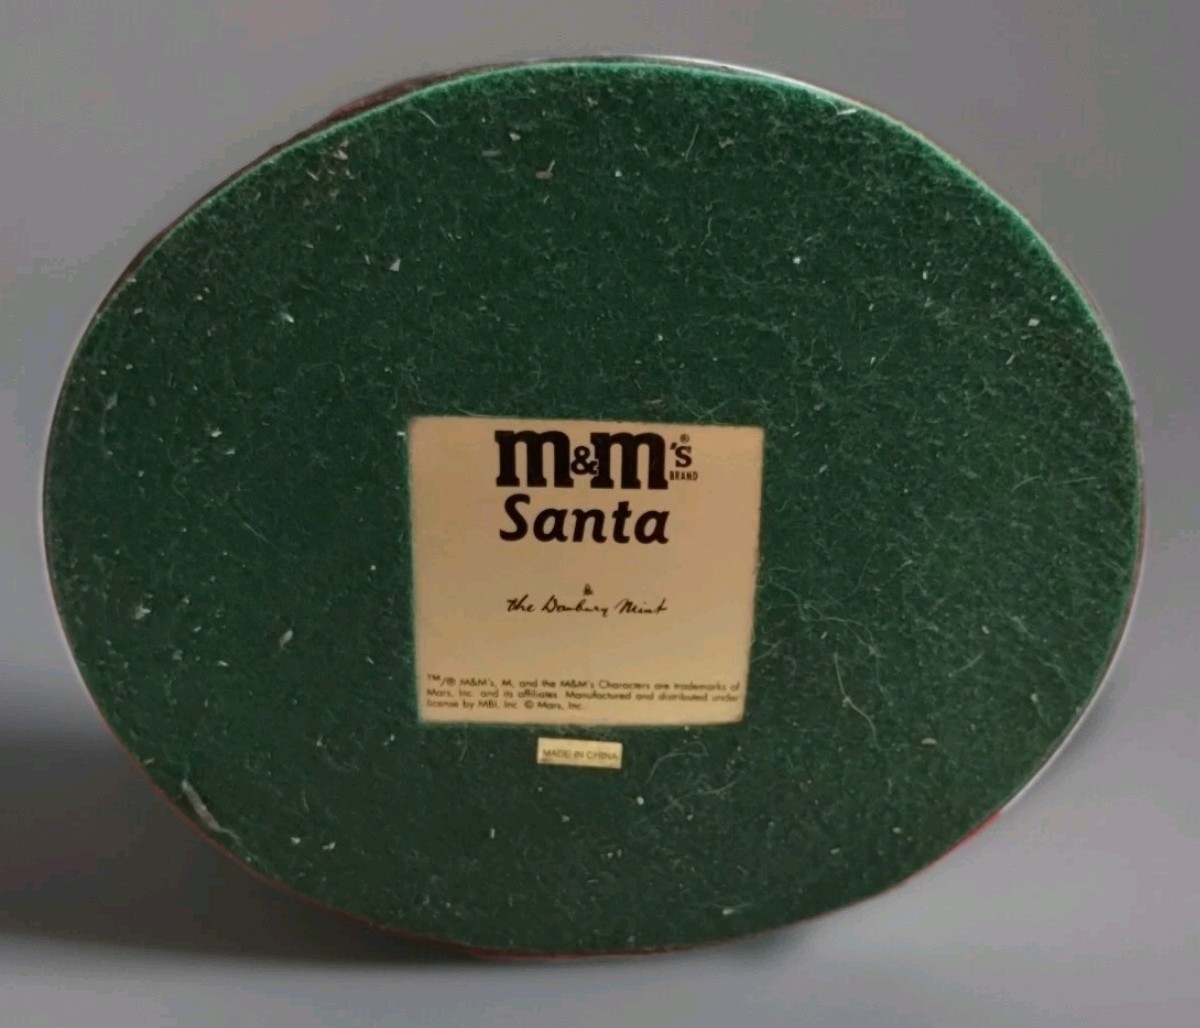 m&m's® BRAND
Santa
&
the Danbury Mint
™/® M&M's, M, and the M&M's Characters are trademarks of
Mars, Inc. and its affiliates. Manufactured and distributed under
license by MBI, Inc. © Mars, Inc.
MADE IN CHINA